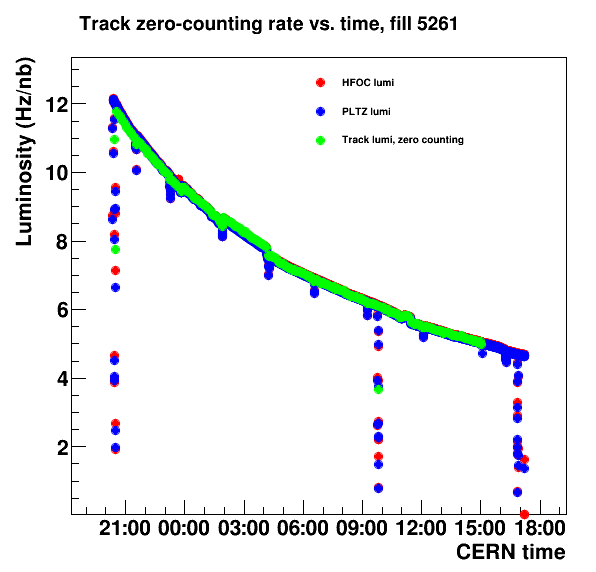 Track zero-counting rate vs. time, fill 5261
Luminosity (Hz/nb)
HFOC lumi
PLTZ lumi
Track lumi, zero counting
12
10
8
6
4
2
21:00 00:00 03:00 06:00 09:00 12:00 15:00 18:00
CERN time